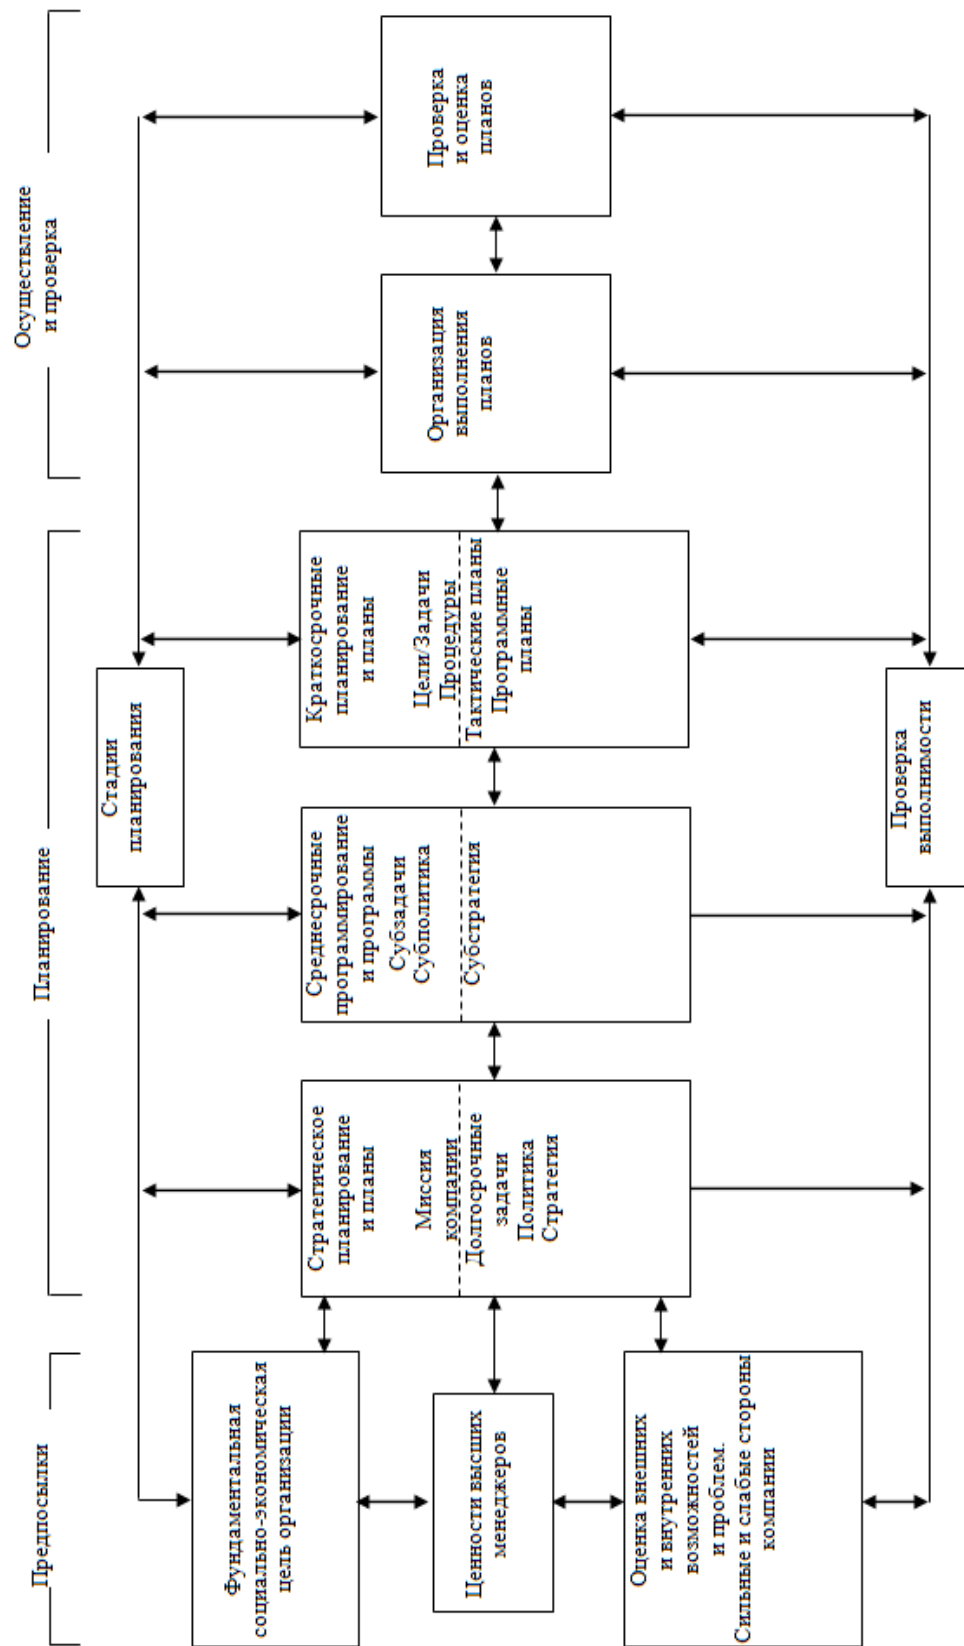 Предпосылки
Планирование
Осуществление
и проверка
Фундаментальная
социально-экономическая
цель организации
Ценности высших
менеджеров
Оценка внешних
и внутренних
возможностей
и проблем.
Сильные и слабые стороны
компании
Стадии
планирования
Стратегическое
планирование
и планы
Миссия
компании
Долгосрочные
задачи
Политика
Стратегия
Среднесрочные
программирование
и программы
Субзадачи
Субполитика
Субстратегия
Краткосрочные
планирование
и планы
Цели/Задачи
Процедуры
Тактические планы
Программные
планы
Организация
выполнения
планов
Проверка
и оценка
планов
Проверка
выполнимости